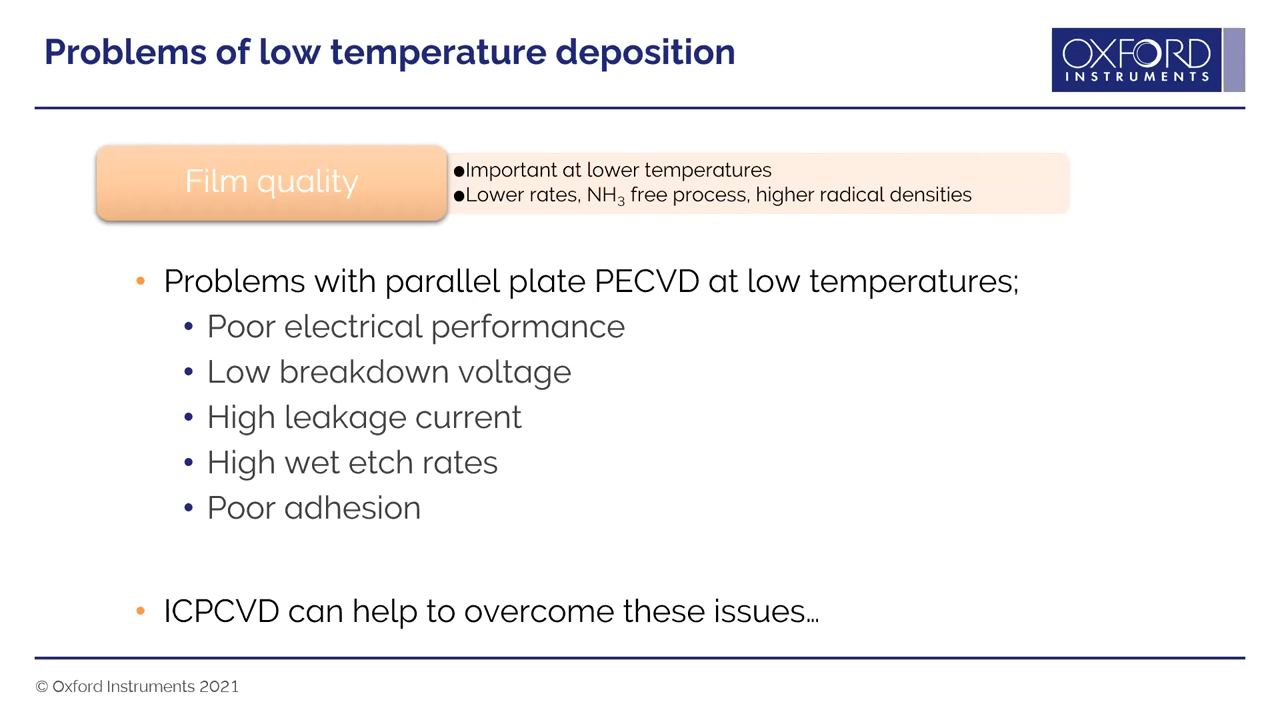 Problems of low temperature deposition
OXFORD
INSTRUMENTS
Film quality
●Important at lower temperatures
●Lower rates, NH₃ free process, higher radical densities
• Problems with parallel plate PECVD at low temperatures;
• Poor electrical performance
• Low breakdown voltage
• High leakage current
• High wet etch rates
• Poor adhesion
• ICPCVD can help to overcome these issues…
© Oxford Instruments 2021